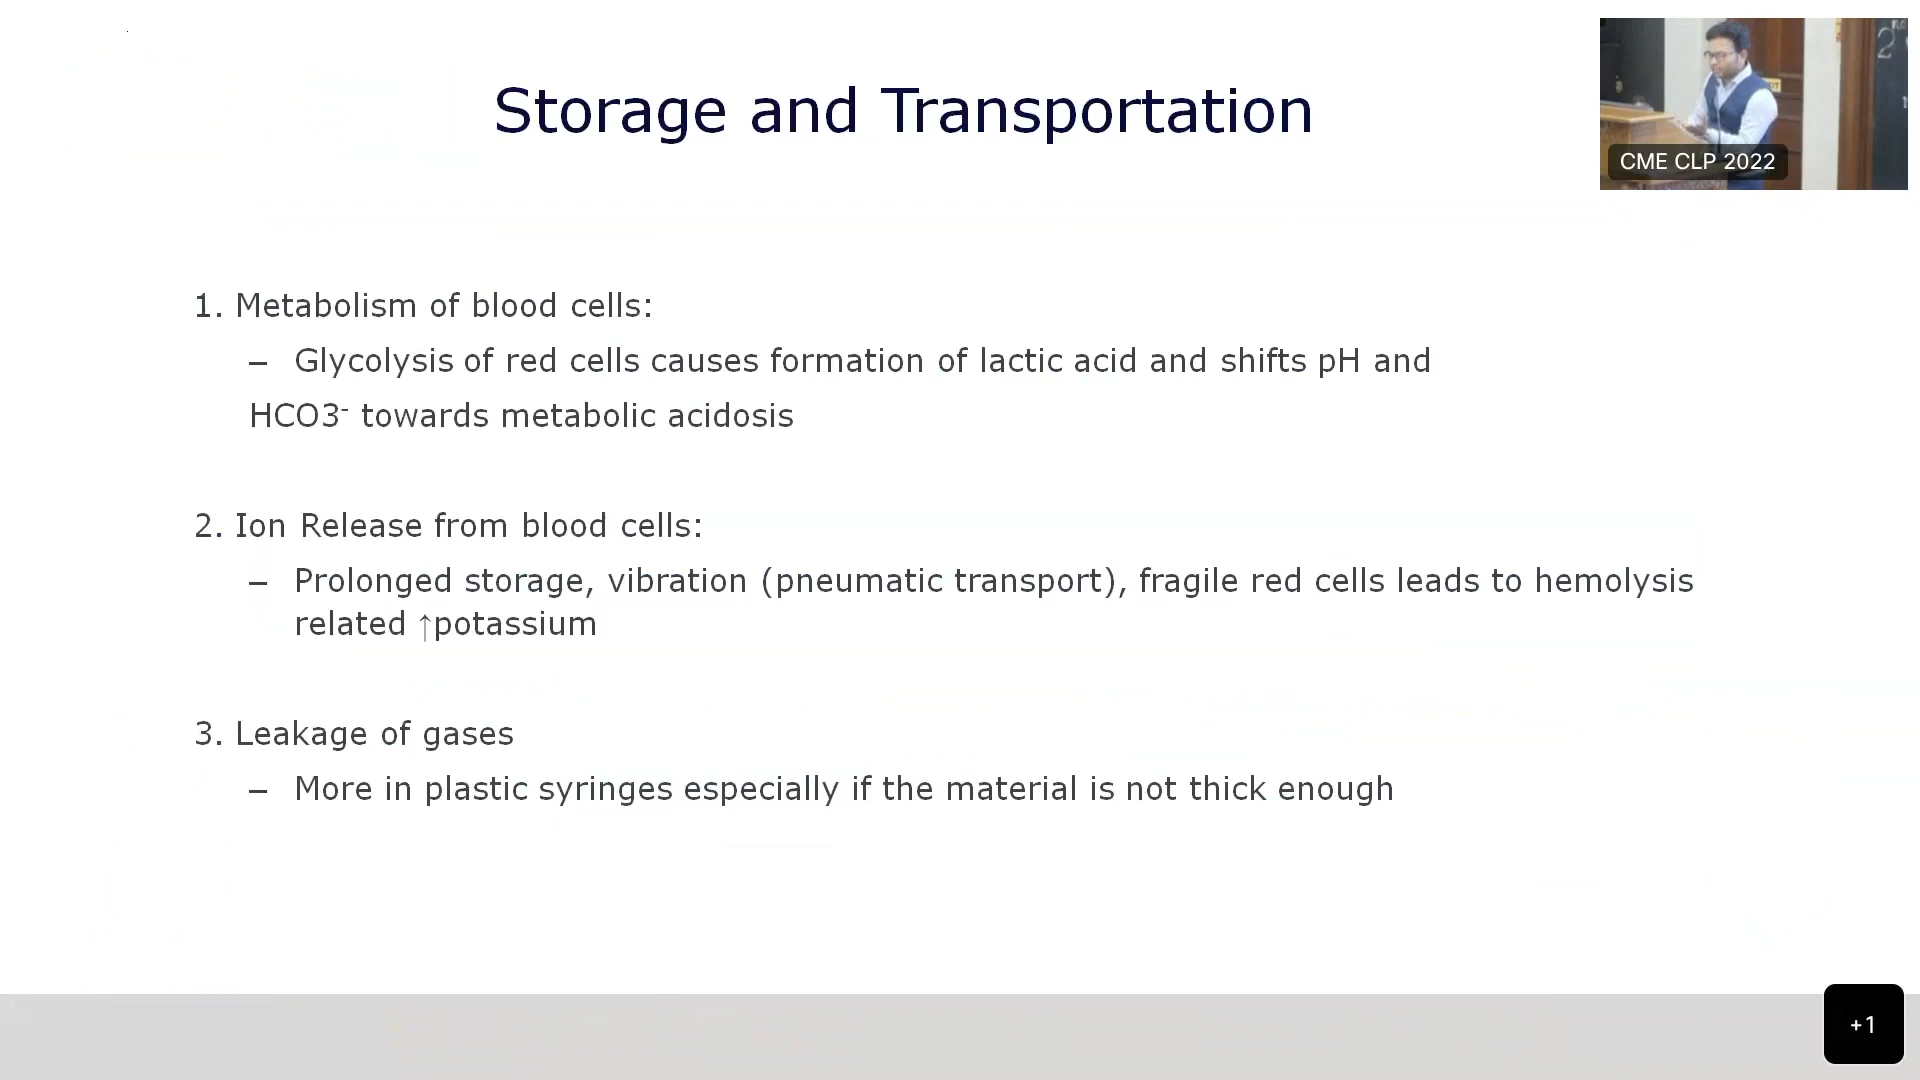 Storage and Transportation
CME CLP 2022
1. Metabolism of blood cells:
– Glycolysis of red cells causes formation of lactic acid and shifts pH and
HCO3⁻ towards metabolic acidosis
2. Ion Release from blood cells:
– Prolonged storage, vibration (pneumatic transport), fragile red cells leads to hemolysis
related ↑potassium
3. Leakage of gases
– More in plastic syringes especially if the material is not thick enough
+1